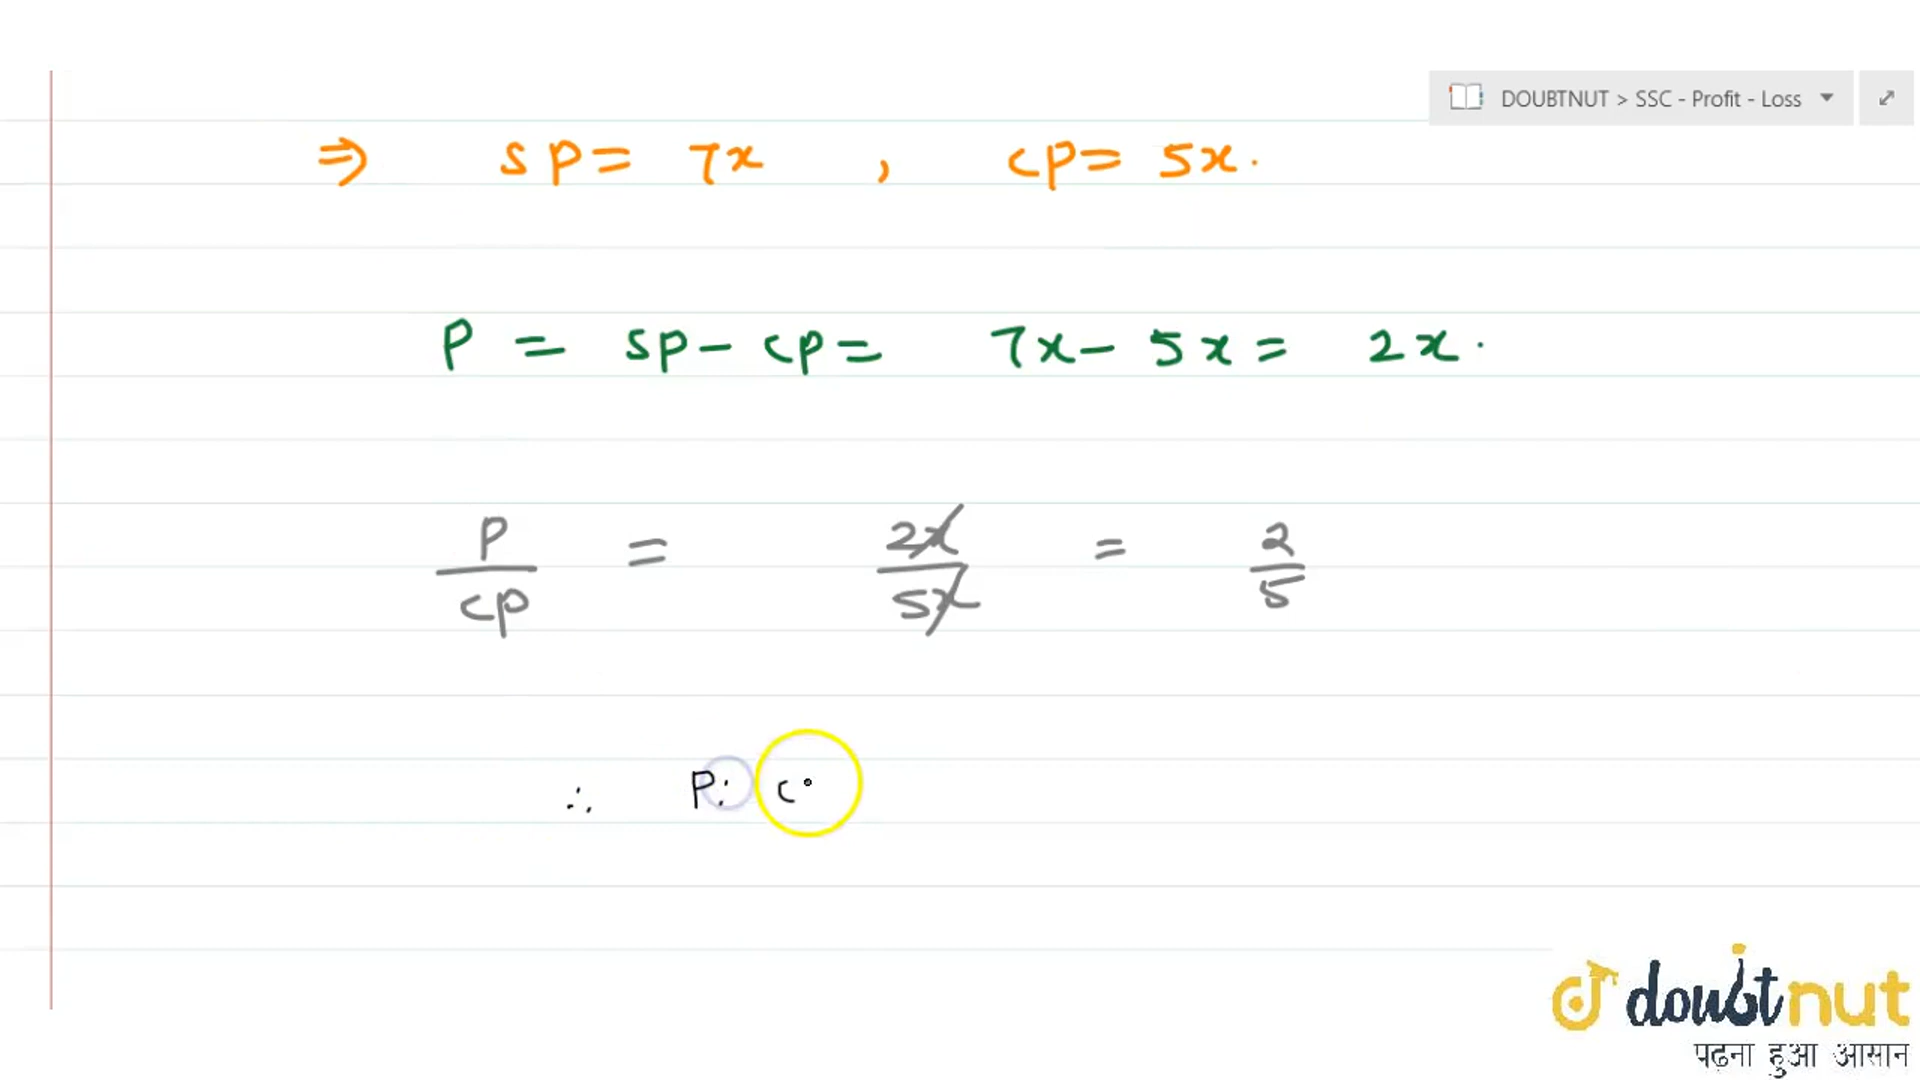 DOUBTNUT > SSC - Profit - Loss
⇒ SP = 7x , CP = 5x.
P = SP - CP = 7x - 5x = 2x.
P/CP = 2x/5x = 2/5
∴ P: C
doubtnut
पढ़ना हुआ आसान